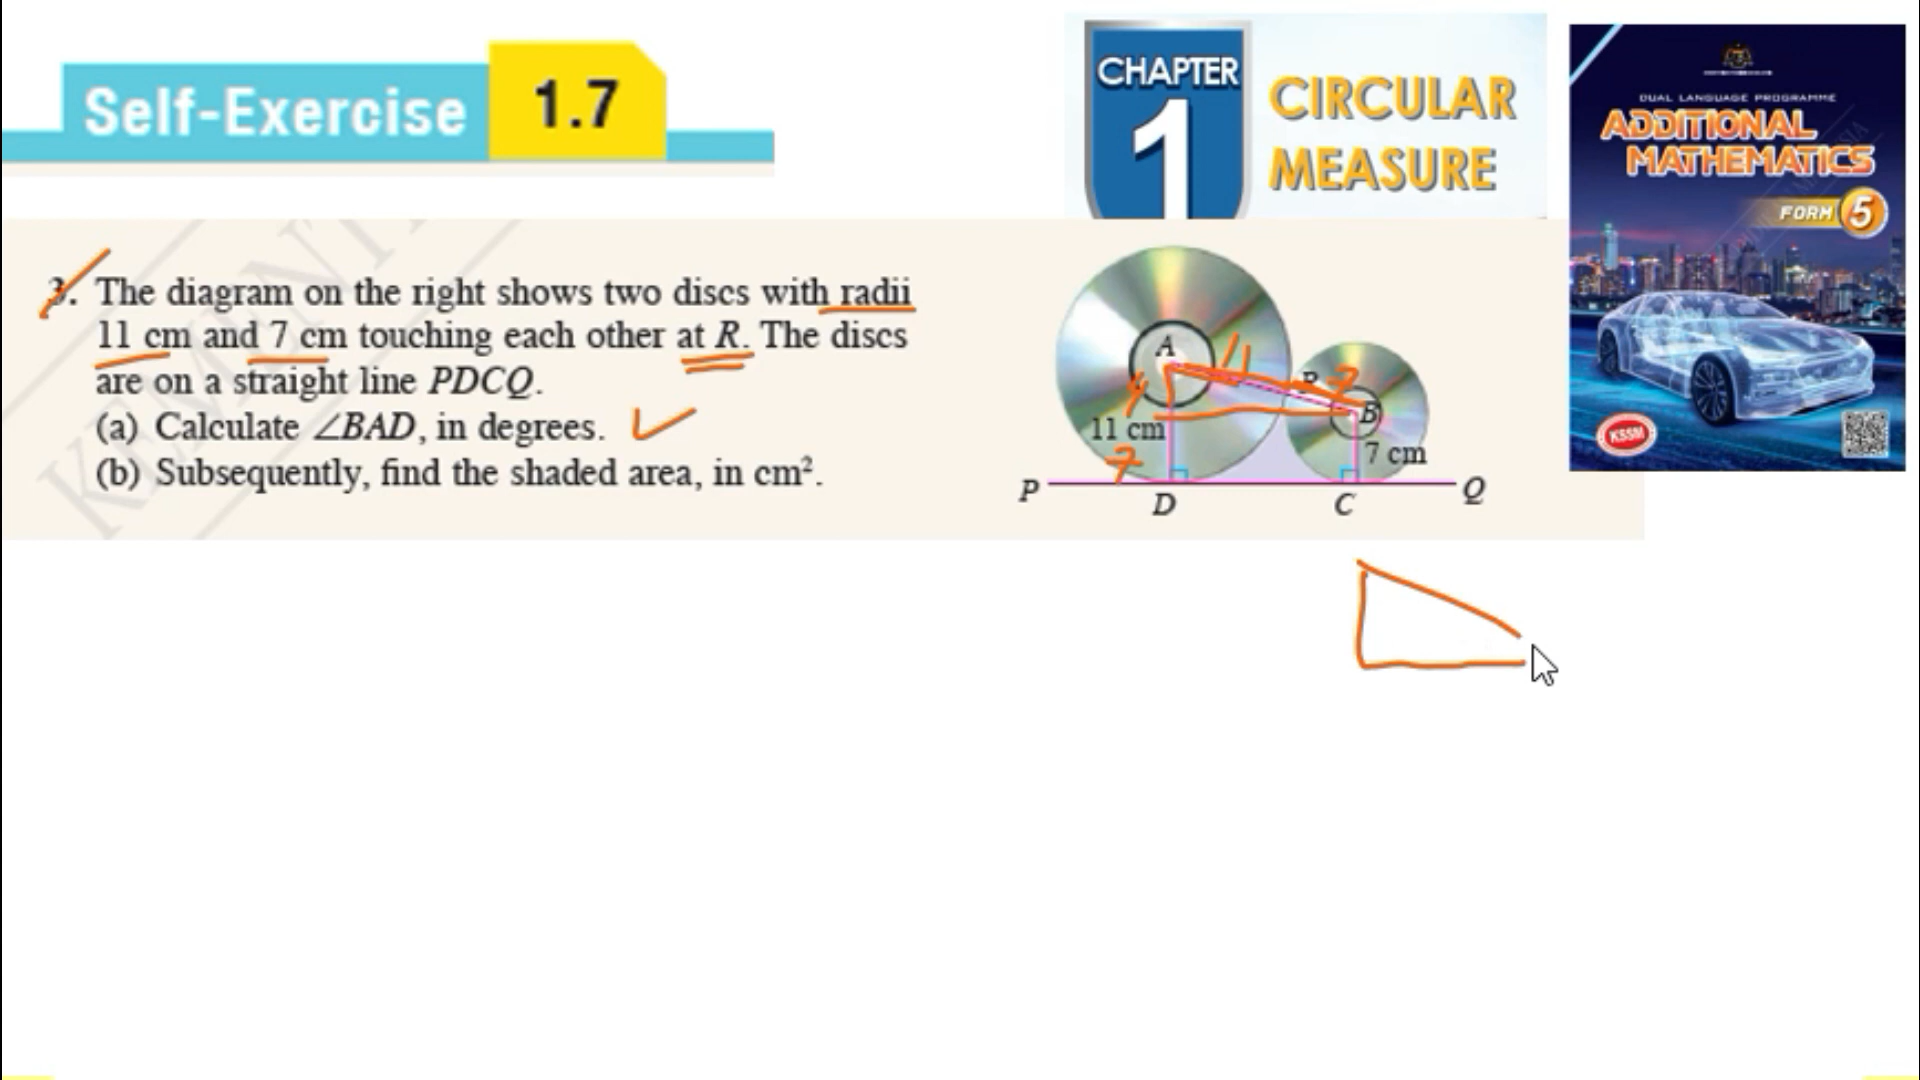 Self-Exercise 1.7
CHAPTER
1
CIRCULAR
MEASURE
DUAL LANGUAGE PROGRAMME
ADDITIONAL
MATHEMATICS
FORM 5
KSSM
3. The diagram on the right shows two discs with radii
11 cm and 7 cm touching each other at R. The discs
are on a straight line PDCQ.
(a) Calculate ∠BAD, in degrees.
(b) Subsequently, find the shaded area, in cm².
A
11
R
7
4
B
11 cm
7 cm
7
P
D
C
Q